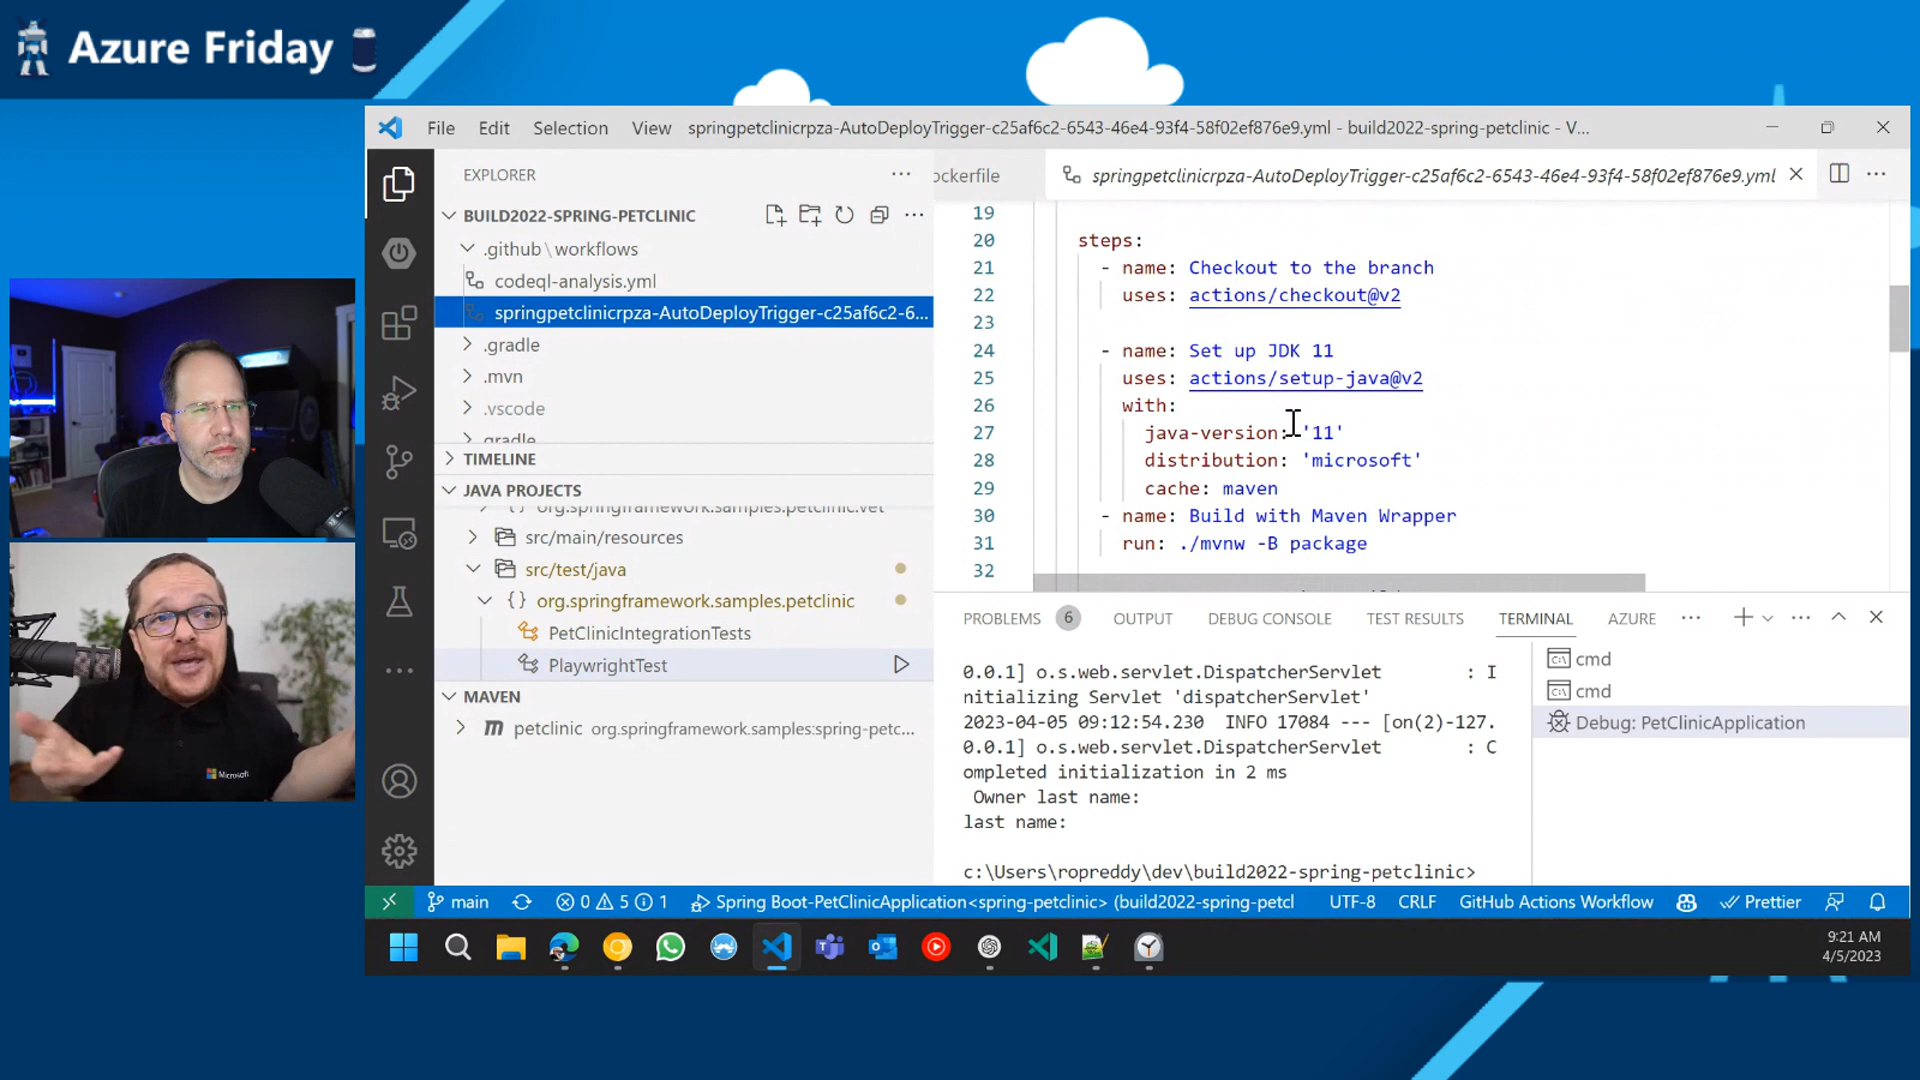 Azure Friday
File Edit Selection View springpetclinicrpza-AutoDeployTrigger-c25af6c2-6543-46e4-93f4-58f02ef876e9.yml - build2022-spring-petclinic - V...
EXPLORER
BUILD2022-SPRING-PETCLINIC
.github\workflows
codeql-analysis.yml
springpetclinicrpza-AutoDeployTrigger-c25af6c2-6...
.gradle
.mvn
.vscode
gradle
TIMELINE
JAVA PROJECTS
org.springframework.samples.petclinic.vet
src/main/resources
src/test/java
{} org.springframework.samples.petclinic
PetClinicIntegrationTests
PlaywrightTest
MAVEN
petclinic org.springframework.samples:spring-petc...
ockerfile
springpetclinicrpza-AutoDeployTrigger-c25af6c2-6543-46e4-93f4-58f02ef876e9.yml
19
20 steps:
21 - name: Checkout to the branch
22 uses: actions/checkout@v2
23
24 - name: Set up JDK 11
25 uses: actions/setup-java@v2
26 with:
27 java-version: '11'
28 distribution: 'microsoft'
29 cache: maven
30 - name: Build with Maven Wrapper
31 run: ./mvnw -B package
32
PROBLEMS 6 OUTPUT DEBUG CONSOLE TEST RESULTS TERMINAL AZURE
0.0.1] o.s.web.servlet.DispatcherServlet : I
nitializing Servlet 'dispatcherServlet'
2023-04-05 09:12:54.230 INFO 17084 --- [on(2)-127.
0.0.1] o.s.web.servlet.DispatcherServlet : C
ompleted initialization in 2 ms
Owner last name:
last name:
c:\Users\ropreddy\dev\build2022-spring-petclinic>
cmd
cmd
Debug: PetClinicApplication
Microsoft
main 0 5 1 Spring Boot-PetClinicApplication<spring-petclinic> (build2022-spring-petcl UTF-8 CRLF GitHub Actions Workflow Prettier
9:21 AM
4/5/2023